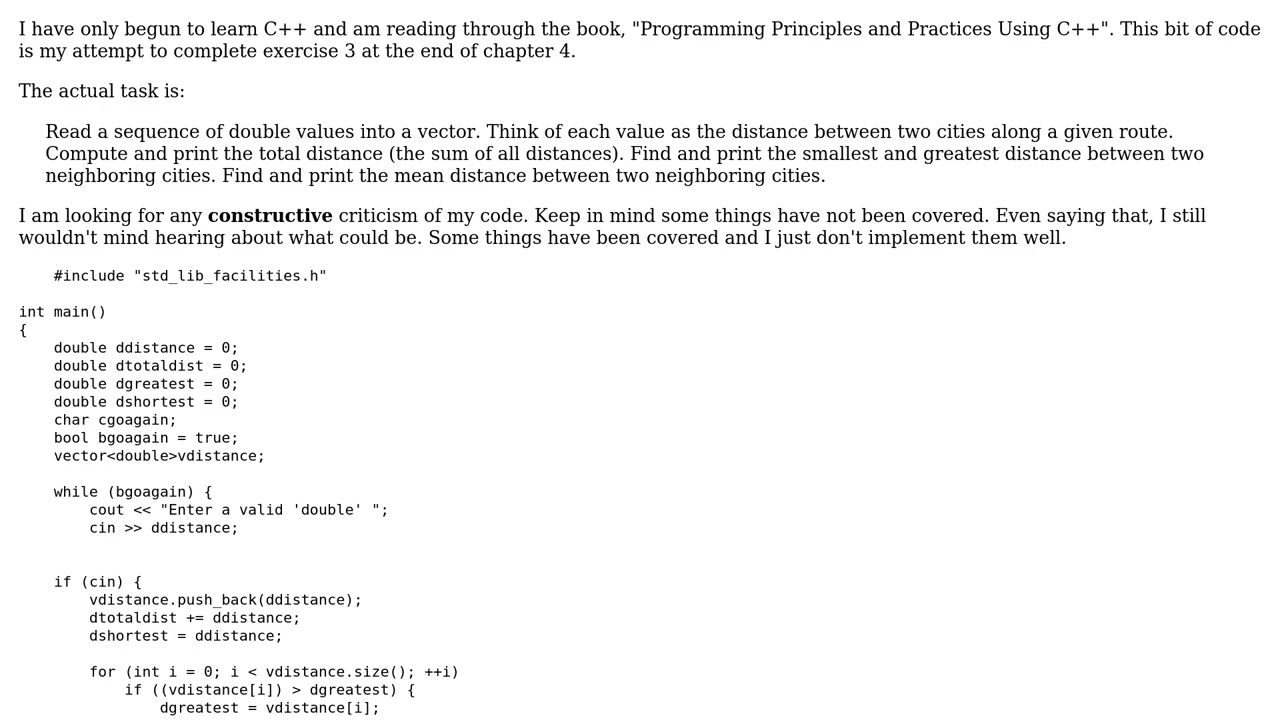 I have only begun to learn C++ and am reading through the book, "Programming Principles and Practices Using C++". This bit of code
is my attempt to complete exercise 3 at the end of chapter 4.
The actual task is:
Read a sequence of double values into a vector. Think of each value as the distance between two cities along a given route.
Compute and print the total distance (the sum of all distances). Find and print the smallest and greatest distance between two
neighboring cities. Find and print the mean distance between two neighboring cities.
I am looking for any constructive criticism of my code. Keep in mind some things have not been covered. Even saying that, I still
wouldn't mind hearing about what could be. Some things have been covered and I just don't implement them well.
    #include "std_lib_facilities.h"
int main()
{
    double ddistance = 0;
    double dtotaldist = 0;
    double dgreatest = 0;
    double dshortest = 0;
    char cgoagain;
    bool bgoagain = true;
    vector<double>vdistance;
    while (bgoagain) {
        cout << "Enter a valid 'double' ";
        cin >> ddistance;
    if (cin) {
        vdistance.push_back(ddistance);
        dtotaldist += ddistance;
        dshortest = ddistance;
        for (int i = 0; i < vdistance.size(); ++i)
            if ((vdistance[i]) > dgreatest) {
                dgreatest = vdistance[i];